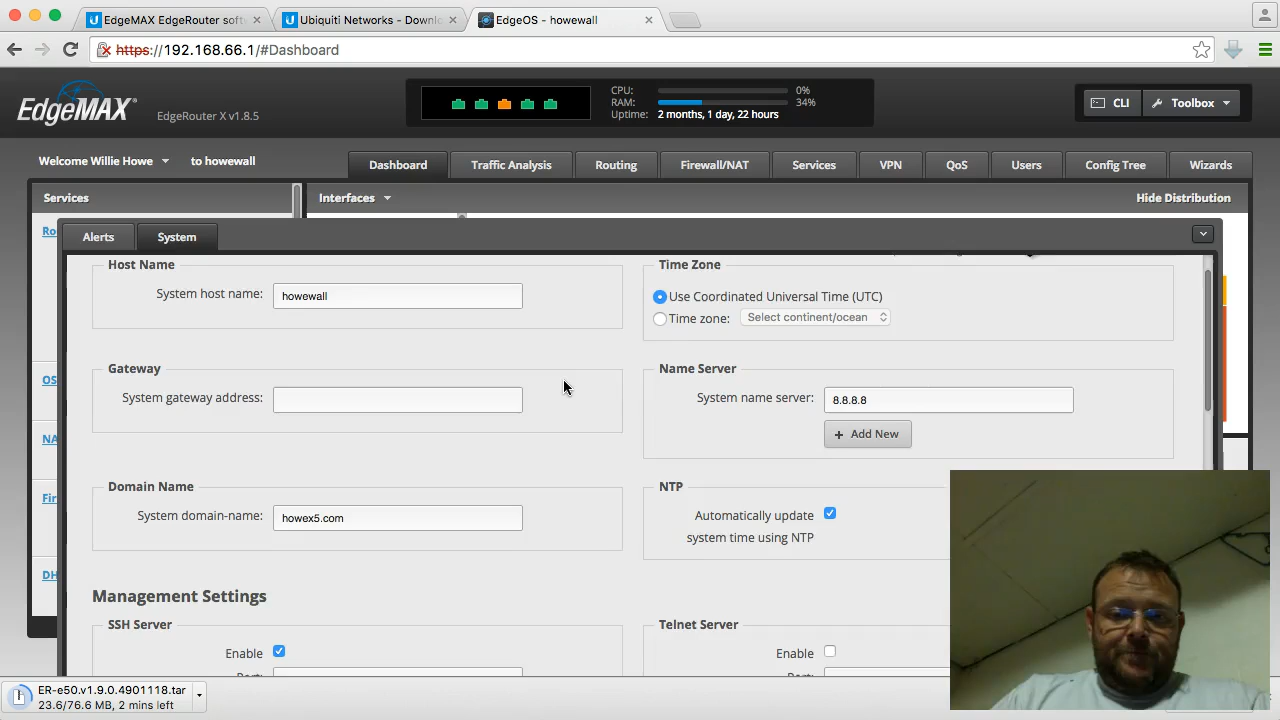 EdgeMAX EdgeRouter soft
Ubiquiti Networks - Downlo
EdgeOS - howewall
https://192.168.66.1/#Dashboard
EdgeMAX
EdgeRouter X v1.8.5
CPU: 0%
RAM: 34%
Uptime: 2 months, 1 day, 22 hours
CLI
Toolbox
Welcome Willie Howe
to howewall
Dashboard
Traffic Analysis
Routing
Firewall/NAT
Services
VPN
QoS
Users
Config Tree
Wizards
Services
Interfaces
Hide Distribution
Ro
OS
NA
Fir
DH
Alerts
System
Host Name
System host name: howewall
Time Zone
Use Coordinated Universal Time (UTC)
Time zone: Select continent/ocean
Gateway
System gateway address:
Name Server
System name server: 8.8.8.8
+ Add New
Domain Name
System domain-name: howex5.com
NTP
Automatically update
system time using NTP
Management Settings
SSH Server
Enable
Telnet Server
Enable
ER-e50.v1.9.0.4901118.tar
23.6/76.6 MB, 2 mins left